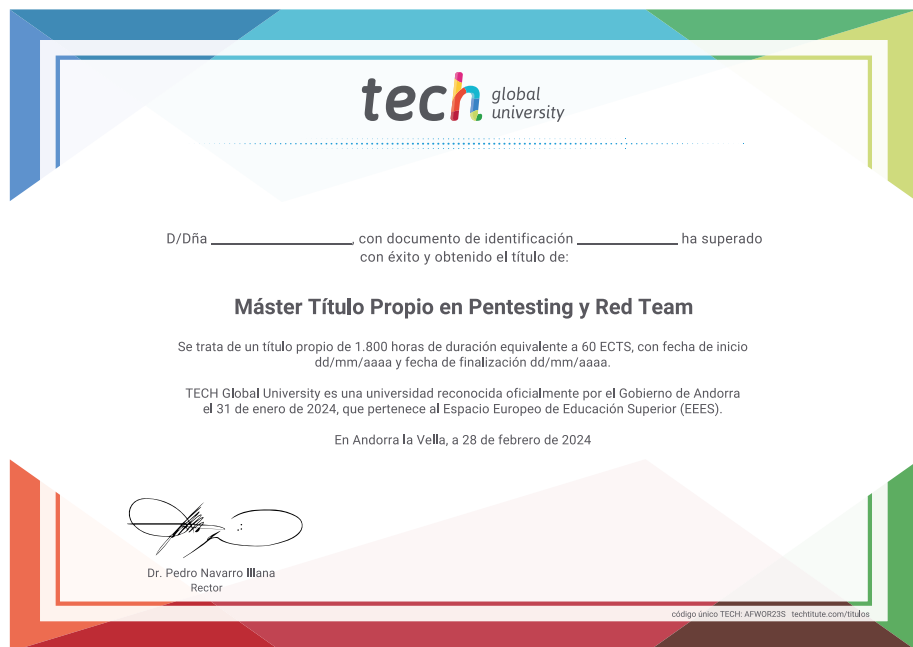 tech global university
D/Dña ____________________, con documento de identificación ______________ ha superado
con éxito y obtenido el título de:
Máster Título Propio en Pentesting y Red Team
Se trata de un título propio de 1.800 horas de duración equivalente a 60 ECTS, con fecha de inicio
dd/mm/aaaa y fecha de finalización dd/mm/aaaa.
TECH Global University es una universidad reconocida oficialmente por el Gobierno de Andorra
el 31 de enero de 2024, que pertenece al Espacio Europeo de Educación Superior (EEES).
En Andorra la Vella, a 28 de febrero de 2024
Dr. Pedro Navarro Illana
Rector
código único TECH: AFWOR23S techtitute.com/titulos